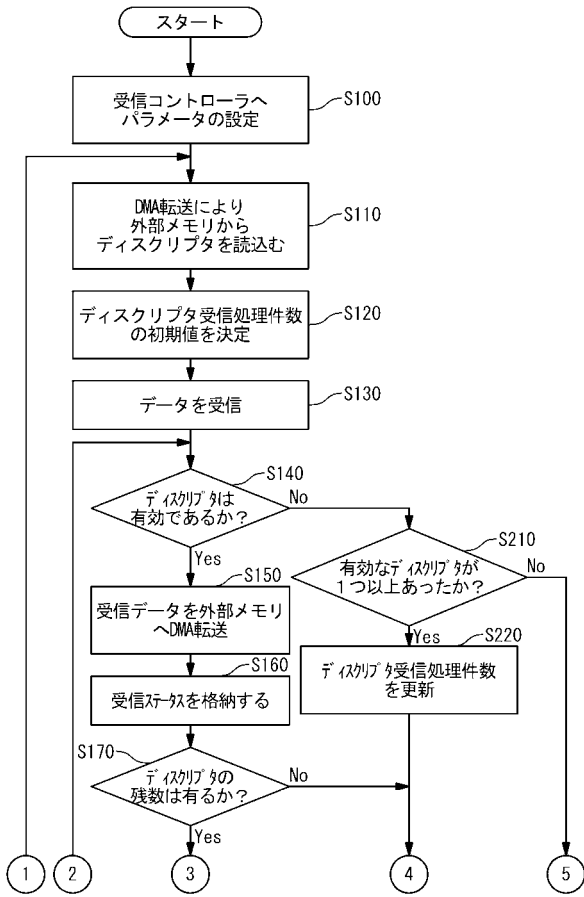 スタート
受信コントローラへ
パラメータの設定
S100
DMA転送により
外部メモリから
ディスクリプタを読込む
S110
ディスクリプタ受信処理件数
の初期値を決定
S120
データを受信
S130
ディスクリプタは
有効であるか？
S140
No
Yes
有効なディスクリプタが
１つ以上あったか？
S210
No
Yes
受信データを外部メモリ
へDMA転送
S150
ディスクリプタ受信処理件数
を更新
S220
受信ステータスを格納する
S160
ディスクリプタの
残数は有るか？
S170
No
Yes
1
2
3
4
5